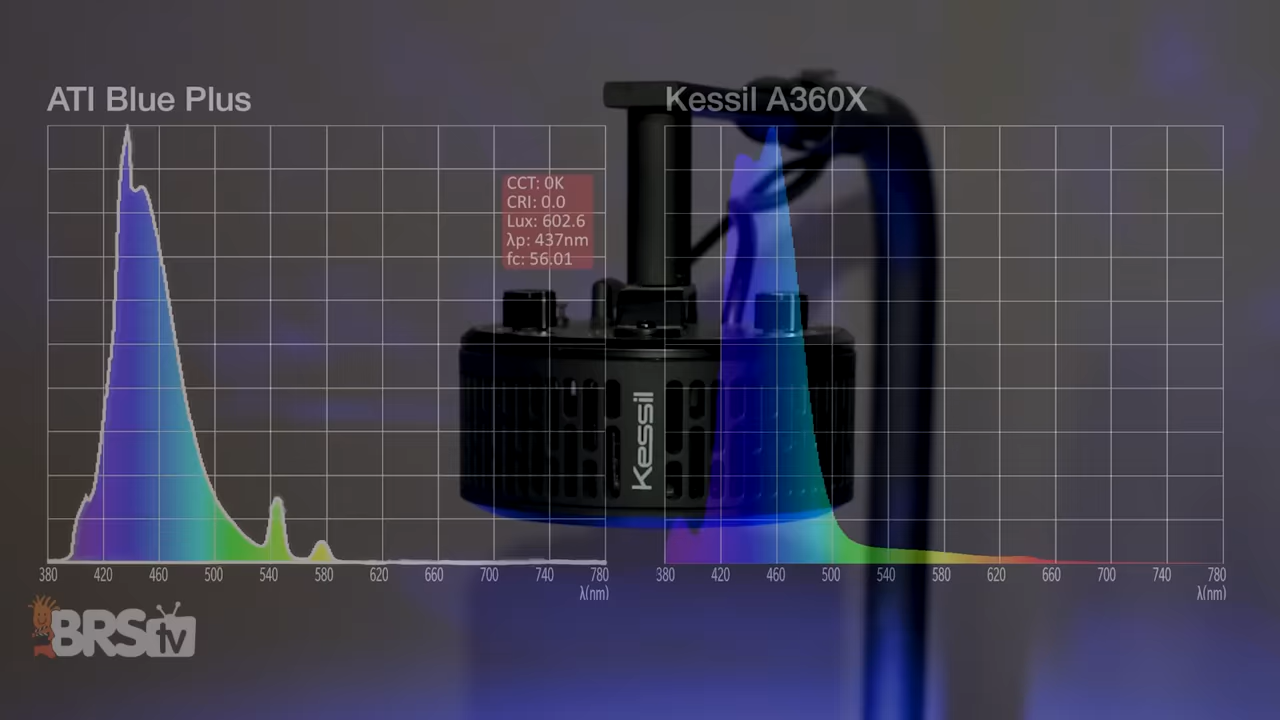 ATI Blue Plus
Kessil A360X
CCT: 0K
CRI: 0.0
Lux: 602.6
λp: 437nm
fc: 56.01
Kessil
380 420 460 500 540 580 620 660 700 740 780
λ(nm)
380 420 460 500 540 580 620 660 700 740 780
λ(nm)
BRStv